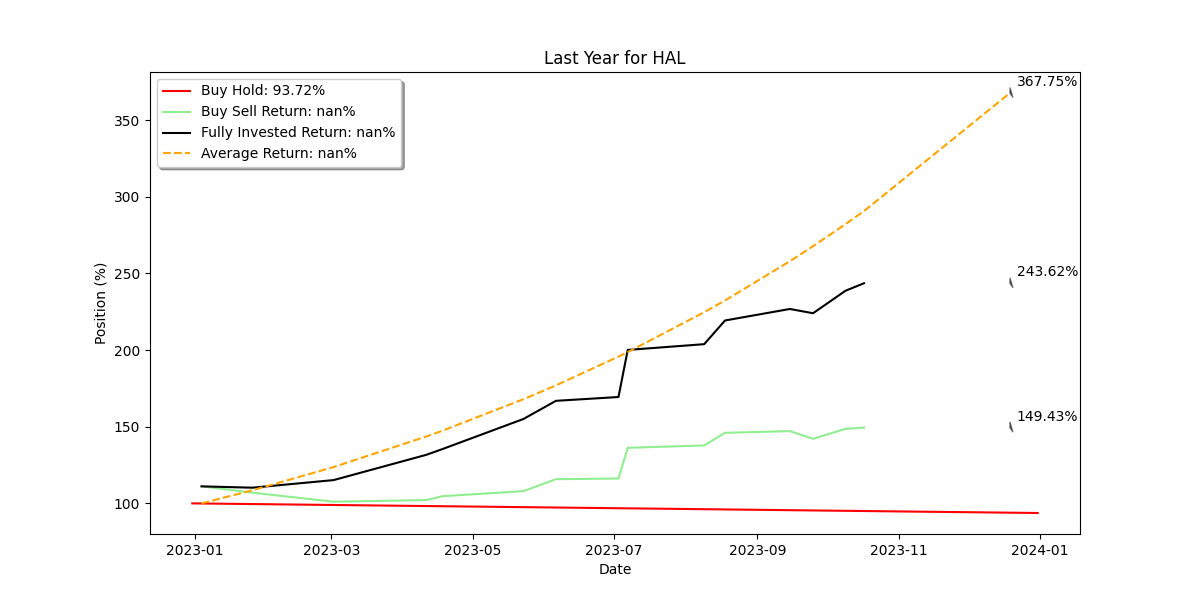 Last Year for HAL
Buy Hold: 93.72%
Buy Sell Return: nan%
Fully Invested Return: nan%
Average Return: nan%
367.75%
243.62%
149.43%
350
300
250
200
150
100
Position (%)
2023-01 2023-03 2023-05 2023-07 2023-09 2023-11 2024-01
Date